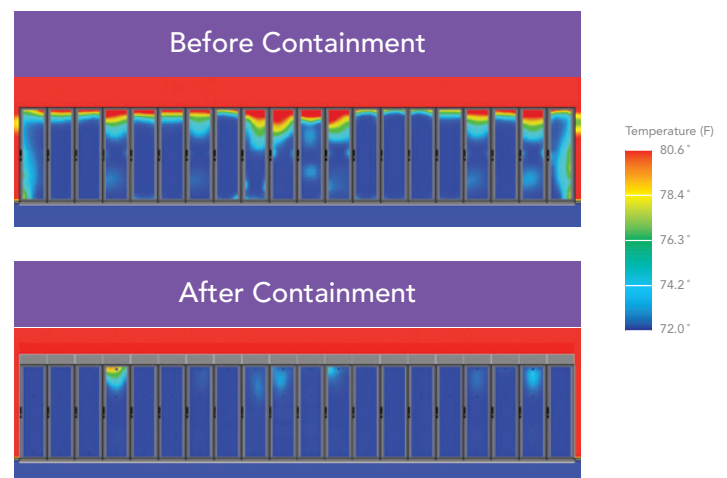 Before Containment
Temperature (F)
80.6˚
78.4˚
76.3˚
74.2˚
72.0˚
After Containment